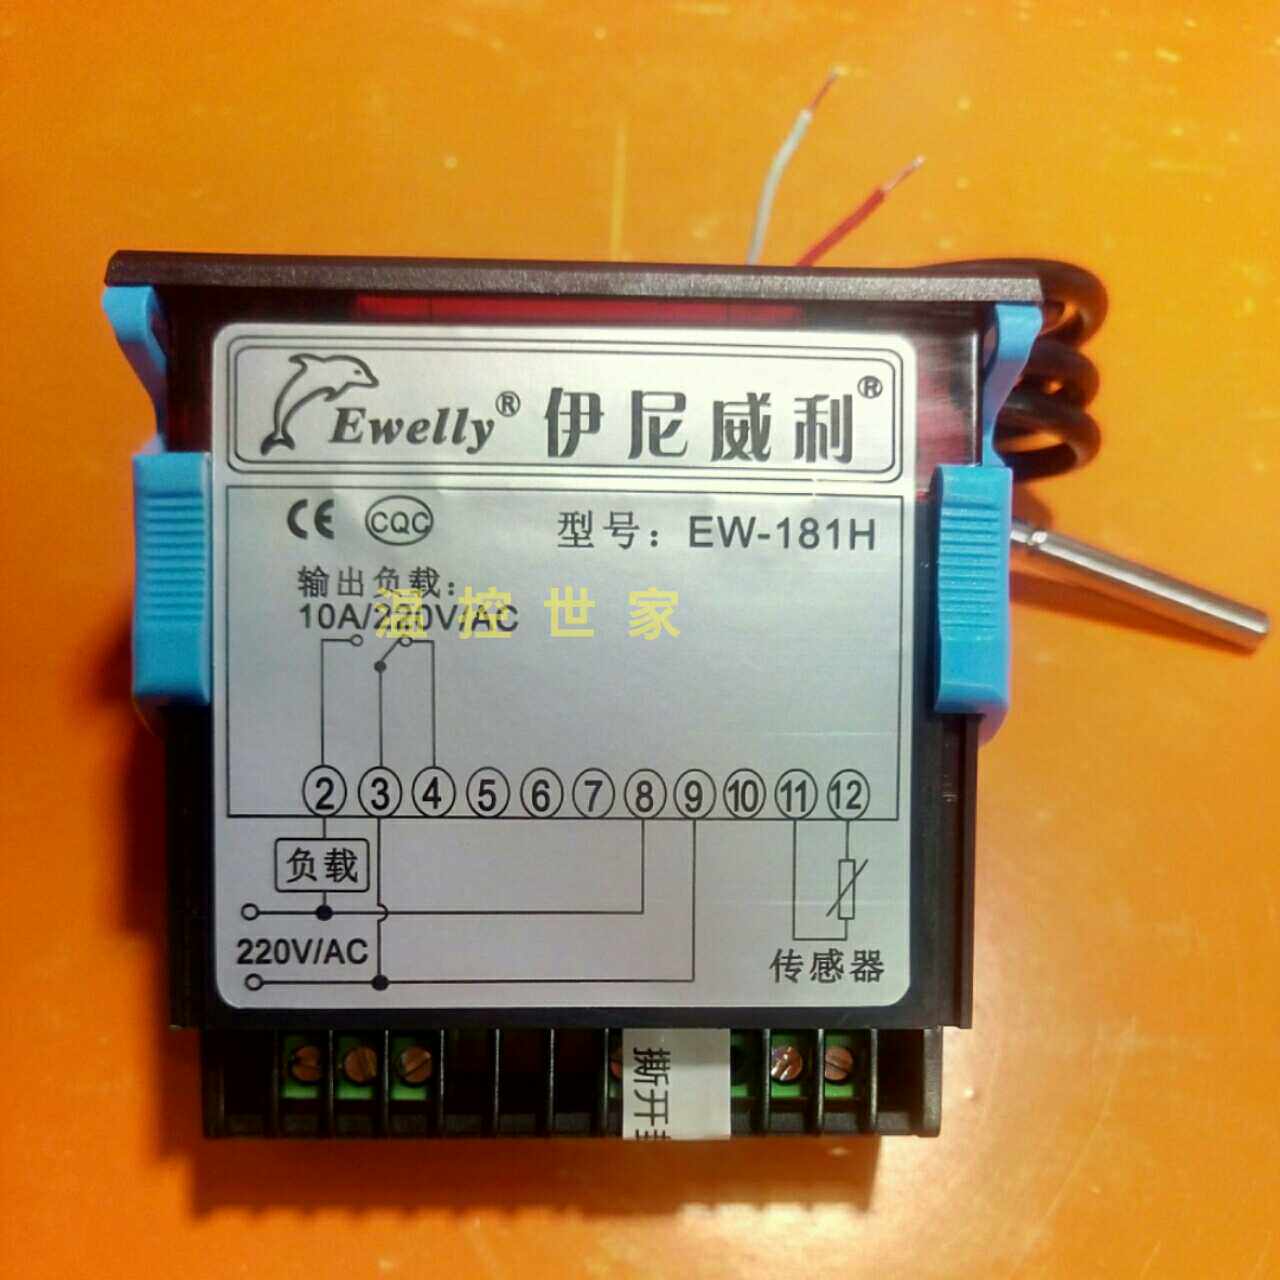 Ewelly® 伊尼威利®
CE CQC 型号：EW-181H
输出负载：
10A/220V/AC
温控世家
2 3 4 5 6 7 8 9 10 11 12
负载
220V/AC
传感器
撕开